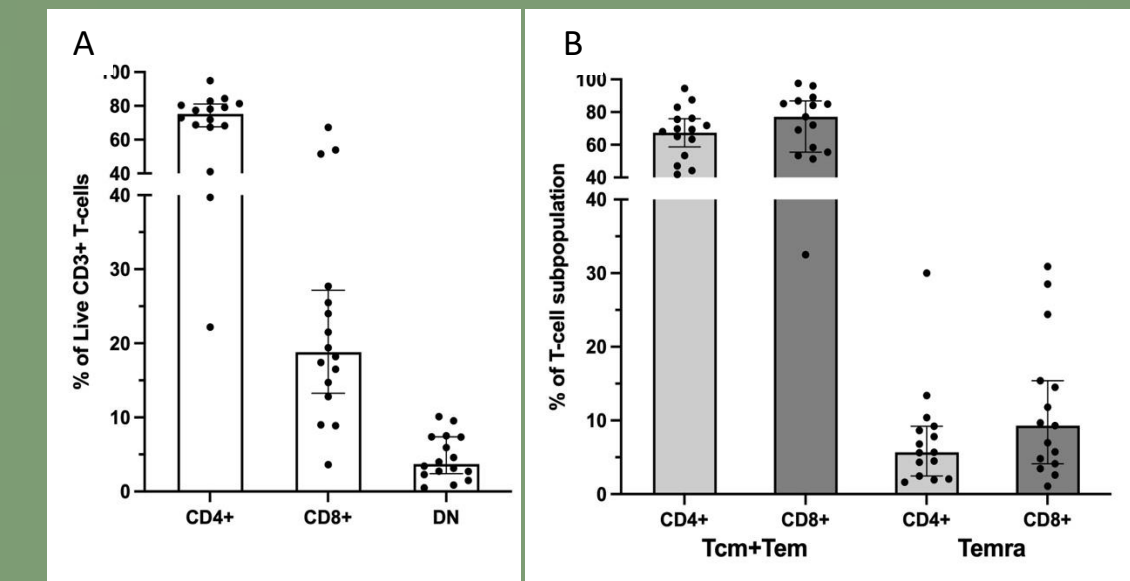 A
% of Live CD3+ T-cells
80
60
40
40
30
20
10
0
CD4+ CD8+ DN
B
% of T-cell subpopulation
100
80
60
40
40
30
20
10
0
CD4+ CD8+ CD4+ CD8+
Tcm+Tem Temra